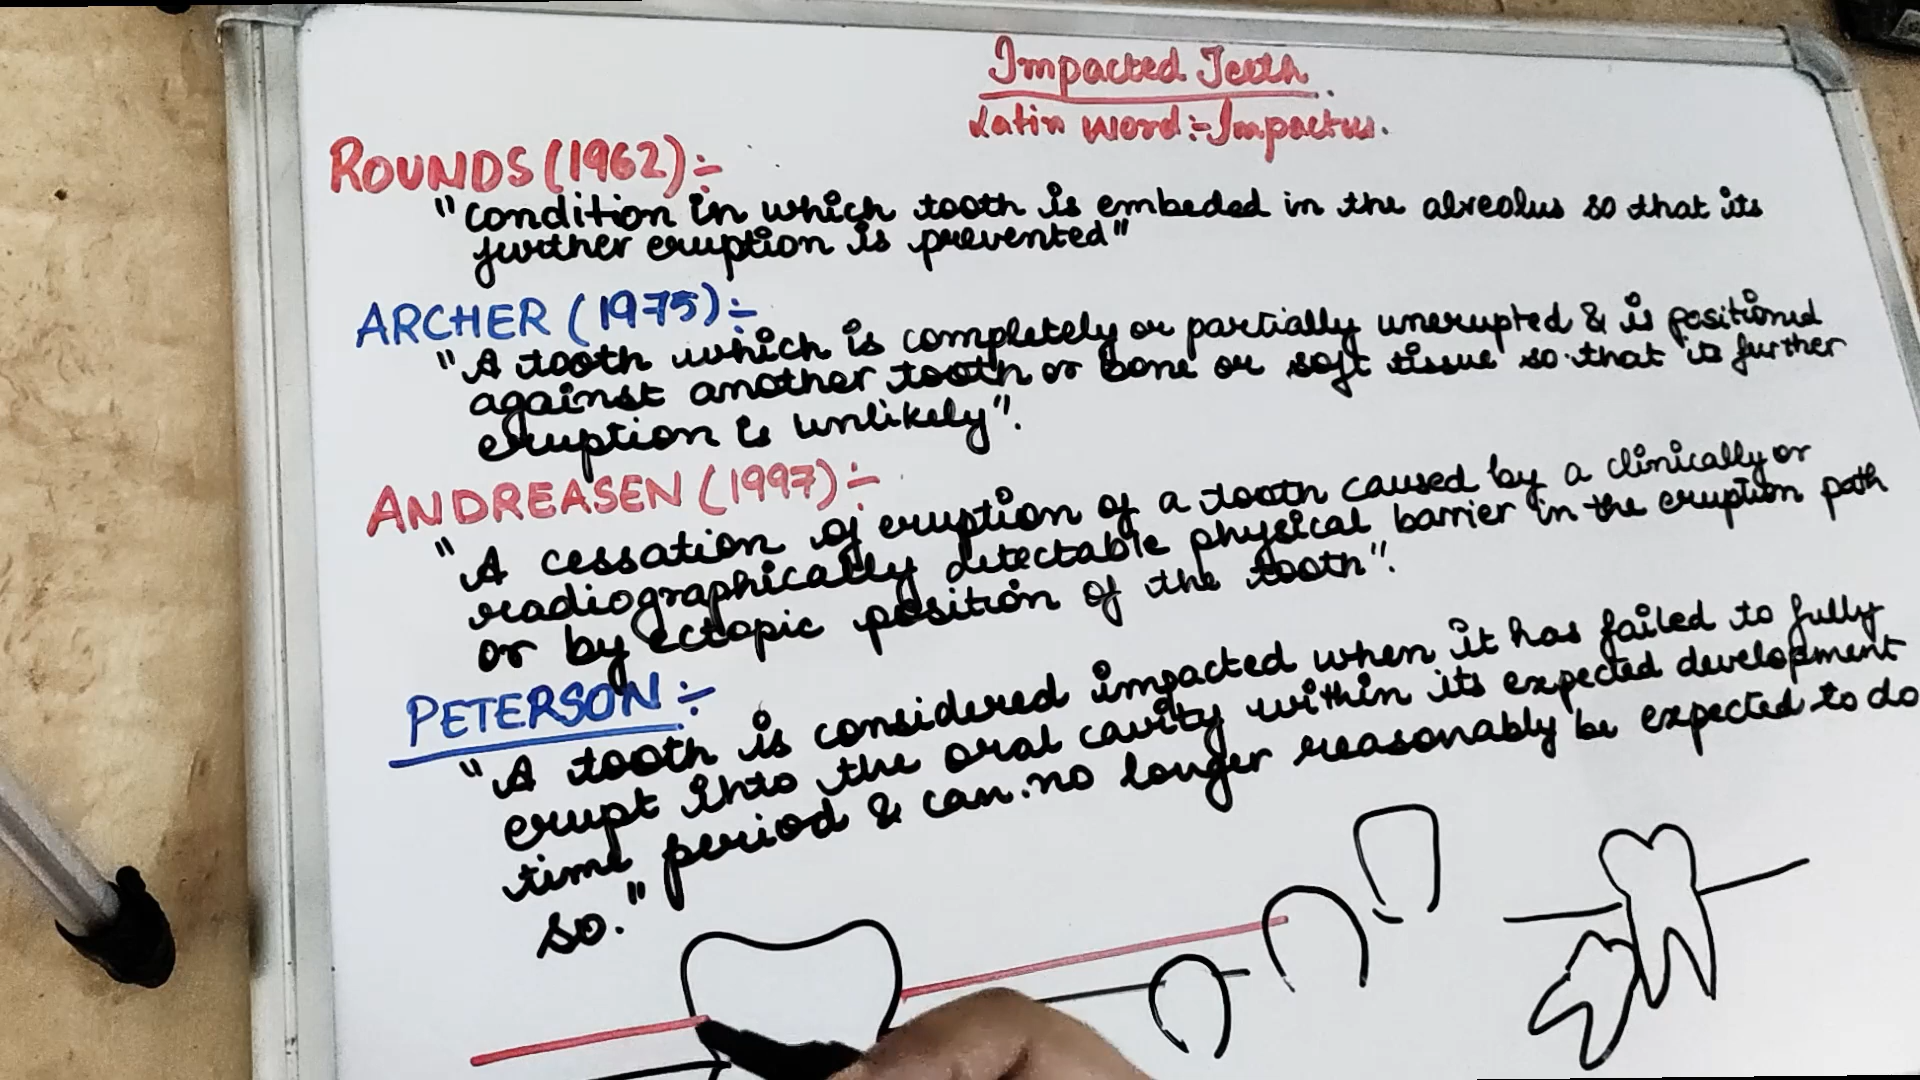 Impacted Teeth.
Latin word:-Impactus.
ROUNDS (1962):-
"condition in which tooth is embeded in the alveolus so that its
further eruption is prevented"
ARCHER (1975):-
"A tooth which is completely or partially unerupted & is positioned
against another tooth or bone or soft tissue so that its further
eruption is unlikely".
ANDREASEN (1997):-
"A cessation of eruption of a tooth caused by a clinically or
radiographically detectable physical barrier in the eruption path
or by ectopic position of the tooth".
PETERSON:-
"A tooth is considered impacted when it has failed to fully
erupt into the oral cavity within its expected development
time period & can no longer reasonably be expected to do
so."